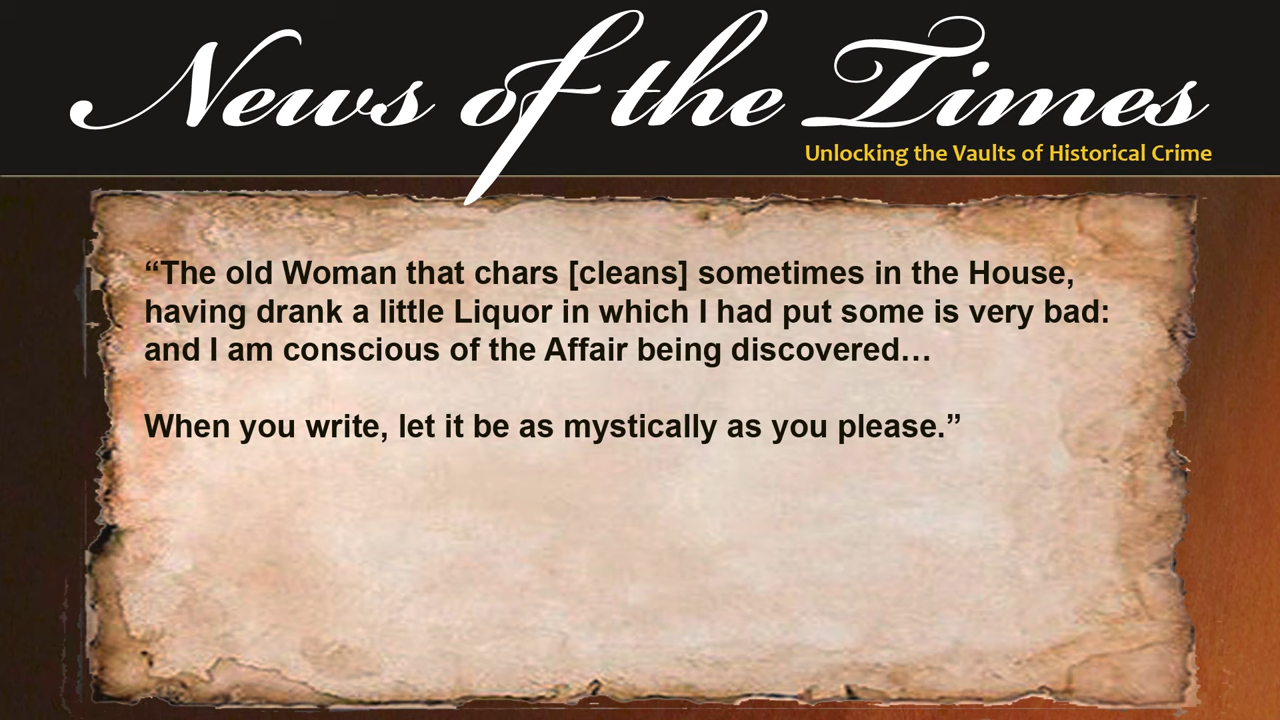 News of the Times
Unlocking the Vaults of Historical Crime
“The old Woman that chars [cleans] sometimes in the House,
having drank a little Liquor in which I had put some is very bad:
and I am conscious of the Affair being discovered…
When you write, let it be as mystically as you please.”